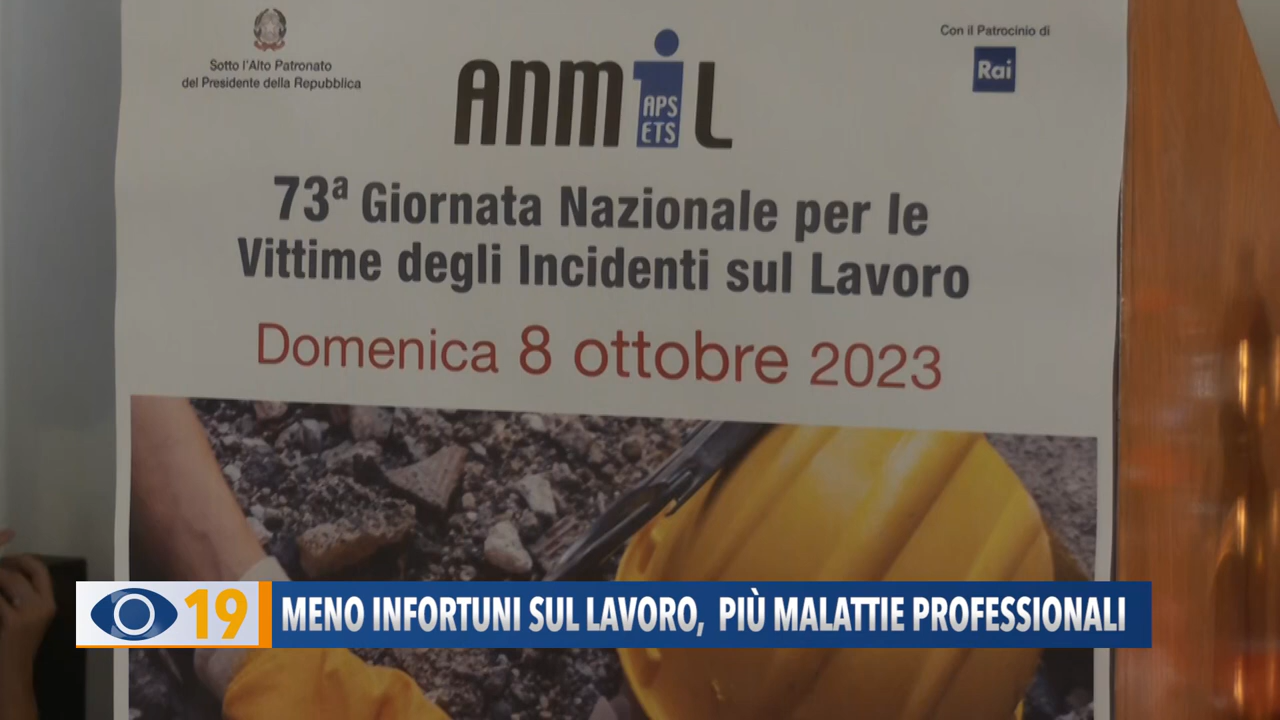 Sotto l'Alto Patronato
del Presidente della Repubblica
Con il Patrocinio di
Rai
ANMiL
APS
ETS
73ª Giornata Nazionale per le
Vittime degli Incidenti sul Lavoro
Domenica 8 ottobre 2023
19 MENO INFORTUNI SUL LAVORO, PIÙ MALATTIE PROFESSIONALI